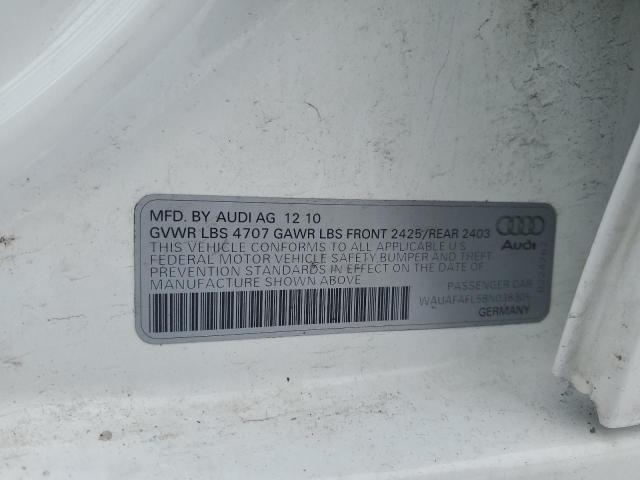 MFD. BY AUDI AG 12 10
GVWR LBS 4707 GAWR LBS FRONT 2425/REAR 2403
THIS VEHICLE CONFORMS TO ALL APPLICABLE U S
FEDERAL MOTOR VEHICLE SAFETY BUMPER AND THEFT
PREVENTION STANDARDS IN EFFECT ON THE DATE OF
MANUFACTURE SHOWN ABOVE
Audi
PASSENGER CAR
WAUAFAFL5BN038305
GERMANY